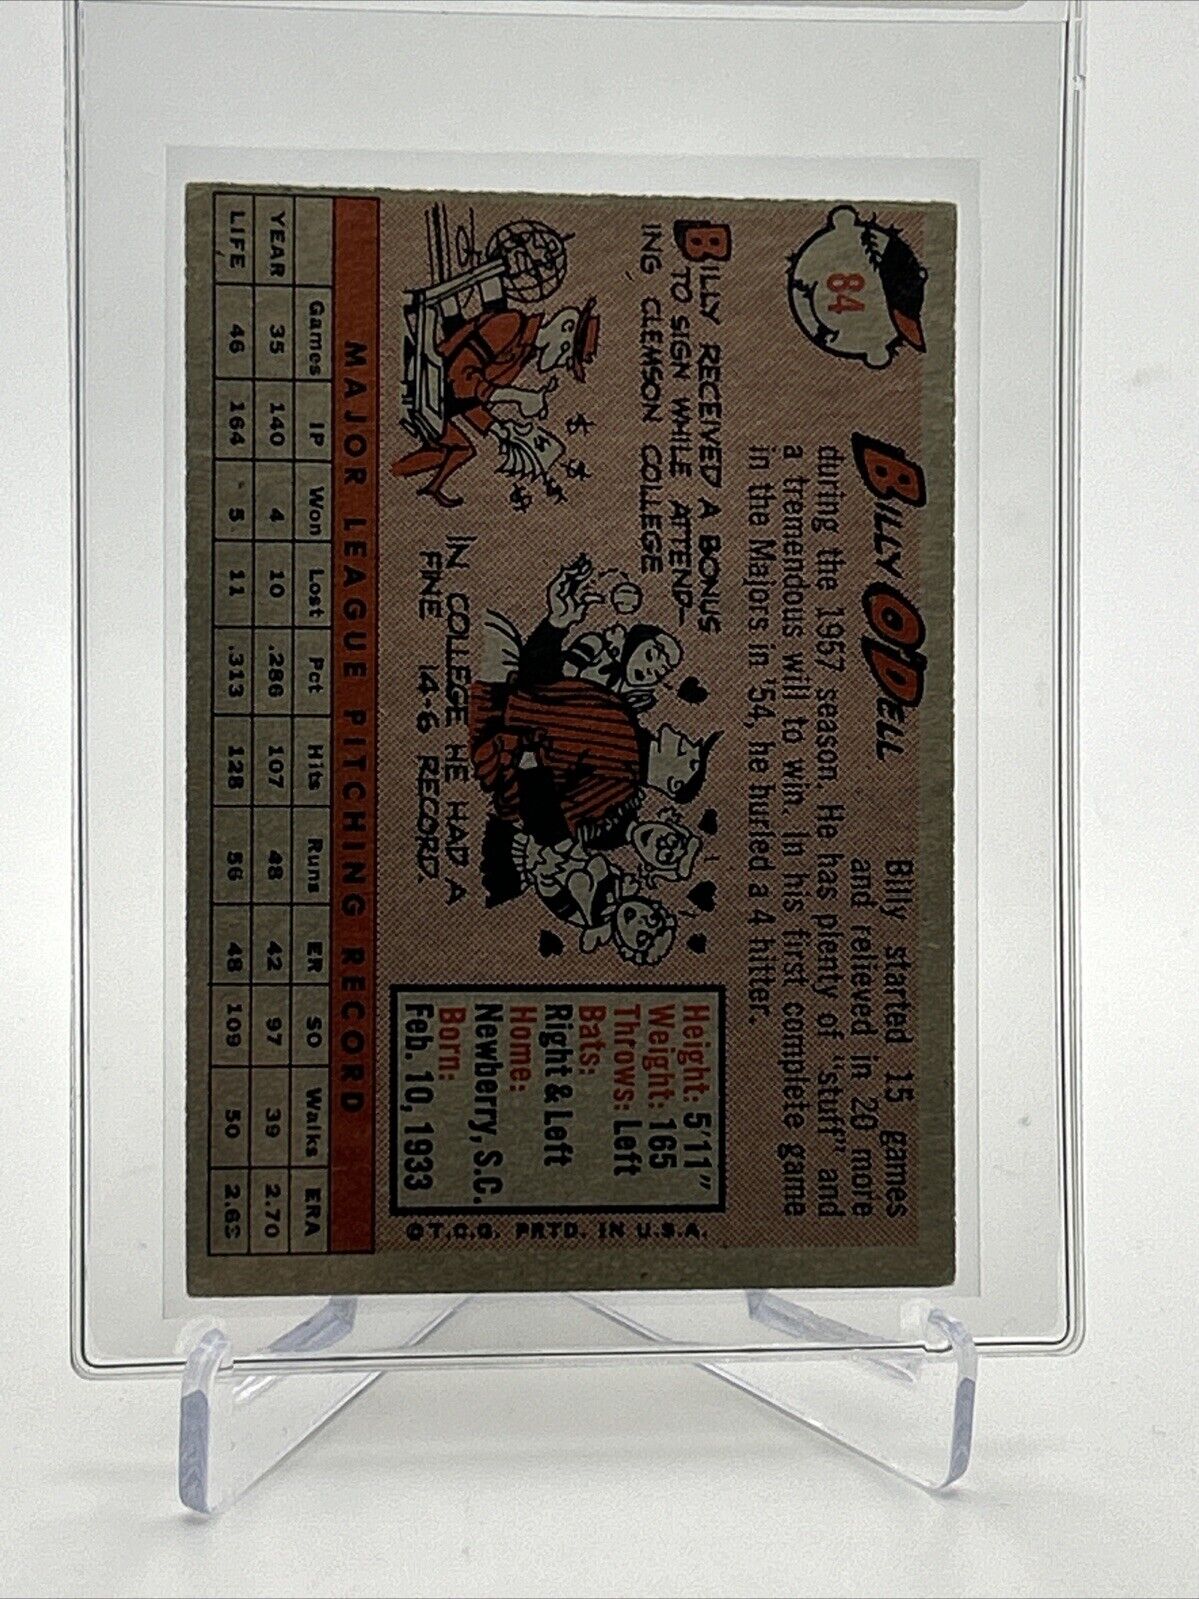 84
BILLY O'DELL
Billy started 15 games
and relieved in 20 more
during the 1957 season. He has plenty of "stuff" and
a tremendous will to win. In his first complete game
in the Majors in '54, he hurled a 4 hitter.
BILLY RECEIVED A BONUS
TO SIGN WHILE ATTEND-
ING CLEMSON COLLEGE
$ $ $
IN COLLEGE HE HAD A
FINE 14-6 RECORD.
Height: 5'11"
Weight: 165
Throws: Left
Bats:
Right & Left
Home:
Newberry, S.C.
Born:
Feb. 10, 1933
©T.C.G. PRTD. IN U.S.A.
MAJOR LEAGUE PITCHING RECORD
Games IP Won Lost Pct Hits Runs ER SO Walks ERA
YEAR 35 140 4 10 .286 107 48 42 97 39 2.70
LIFE 46 164 5 11 .313 128 56 48 109 50 2.63